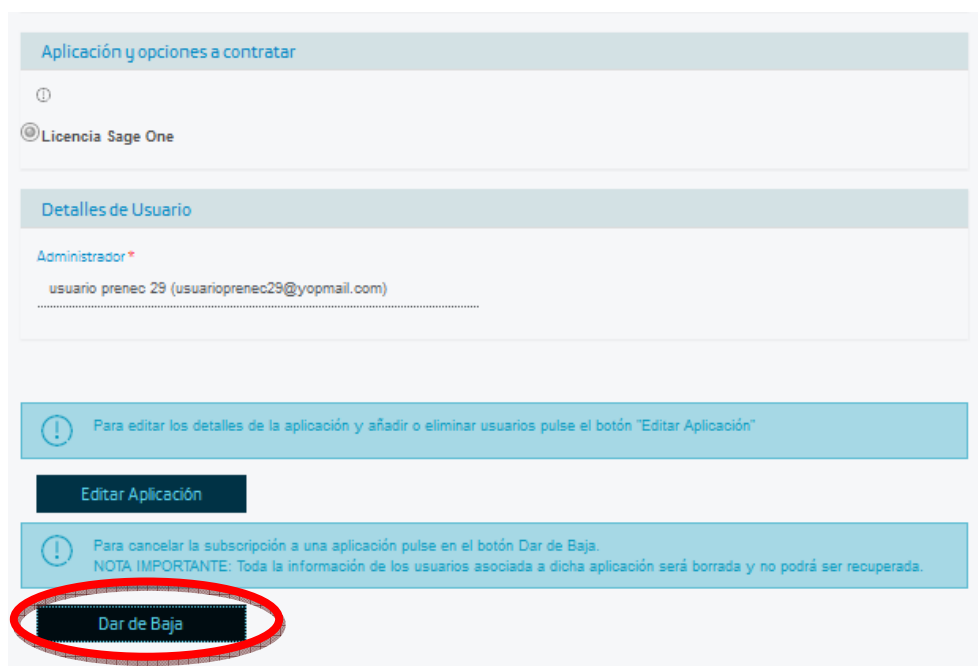 Aplicación y opciones a contratar
Licencia Sage One
Detalles de Usuario
Administrador*
usuario prenec 29 (usuarioprenec29@yopmail.com)
Para editar los detalles de la aplicación y añadir o eliminar usuarios pulse el botón "Editar Aplicación"
Editar Aplicación
Para cancelar la subscripción a una aplicación pulse en el botón Dar de Baja.
NOTA IMPORTANTE: Toda la información de los usuarios asociada a dicha aplicación será borrada y no podrá ser recuperada.
Dar de Baja